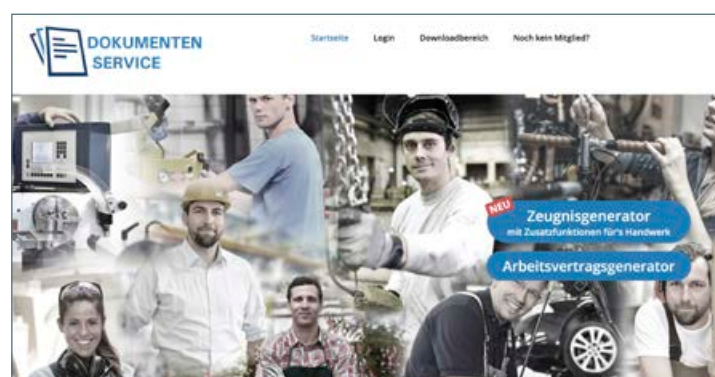 DOKUMENTEN
SERVICE
Startseite Login Downloadbereich Noch kein Mitglied?
NEU
Zeugnisgenerator
mit Zusatzfunktionen für's Handwerk
Arbeitsvertragsgenerator